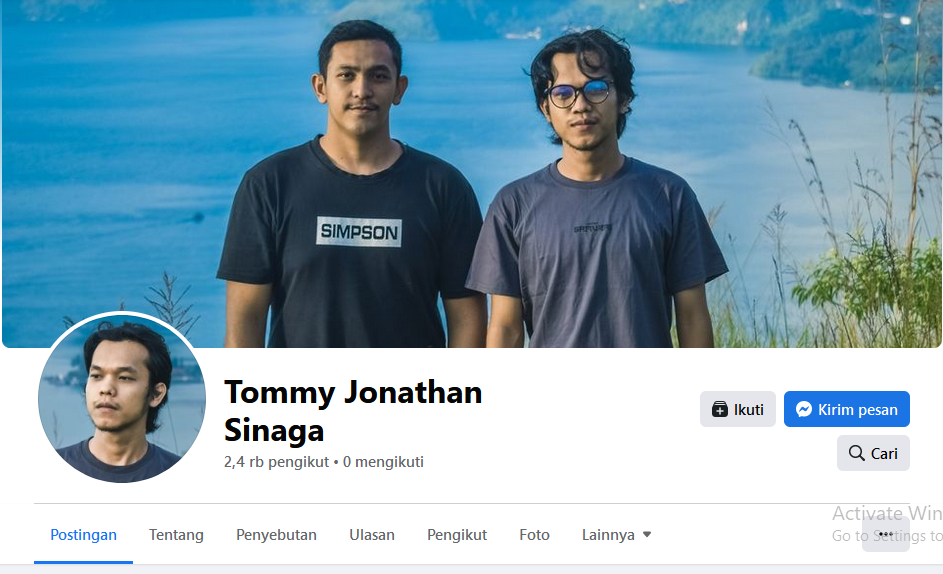 SIMPSON
Tommy Jonathan
Sinaga
2,4 rb pengikut • 0 mengikuti
Ikuti
Kirim pesan
Cari
Postingan Tentang Penyebutan Ulasan Pengikut Foto Lainnya
Activate Win
Go to Settings to